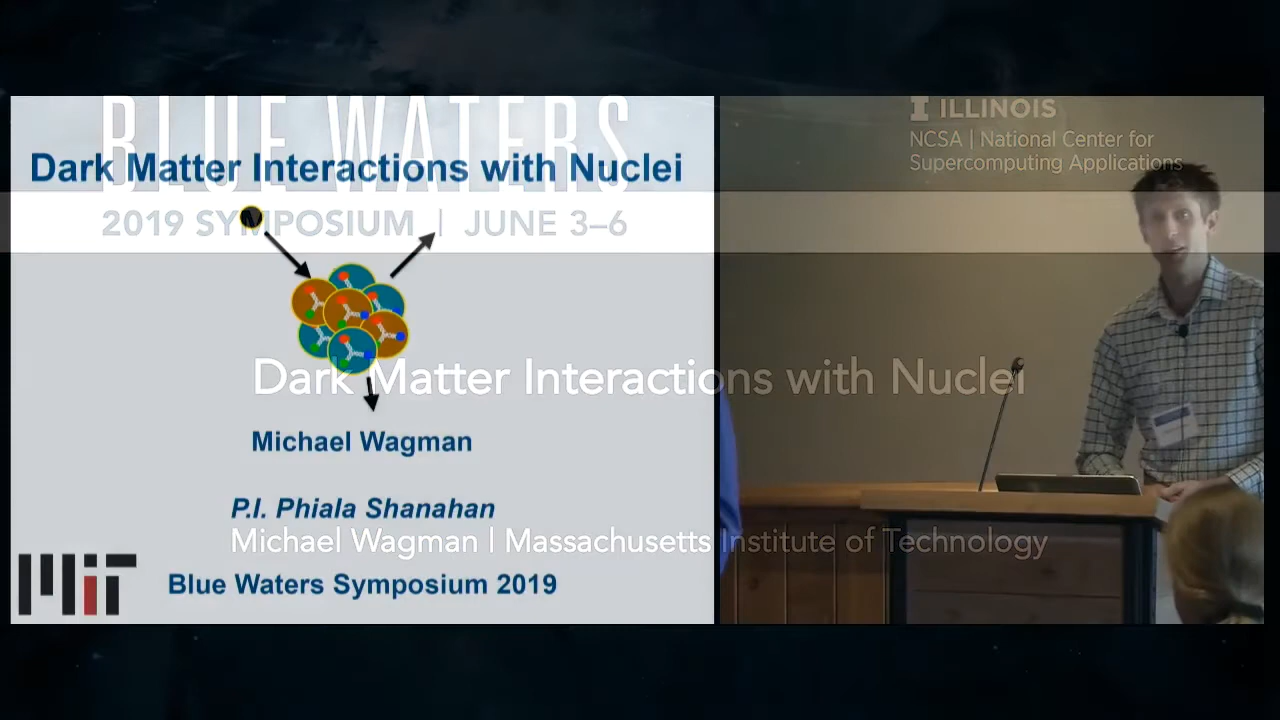 BLUE WATERS
2019 SYMPOSIUM | JUNE 3–6
ILLINOIS
NCSA | National Center for
Supercomputing Applications
Dark Matter Interactions with Nuclei
Michael Wagman | Massachusetts Institute of Technology
Dark Matter Interactions with Nuclei
Michael Wagman
P.I. Phiala Shanahan
Blue Waters Symposium 2019
MIT